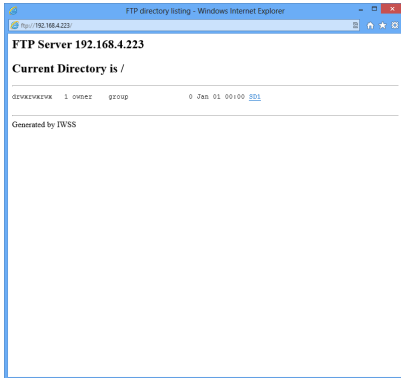 FTP directory listing - Windows Internet Explorer
ftp://192.168.4.223/
FTP Server 192.168.4.223
Current Directory is /
drwxrwxrwx 1 owner group 0 Jan 01 00:00 SD1
Generated by IWSS